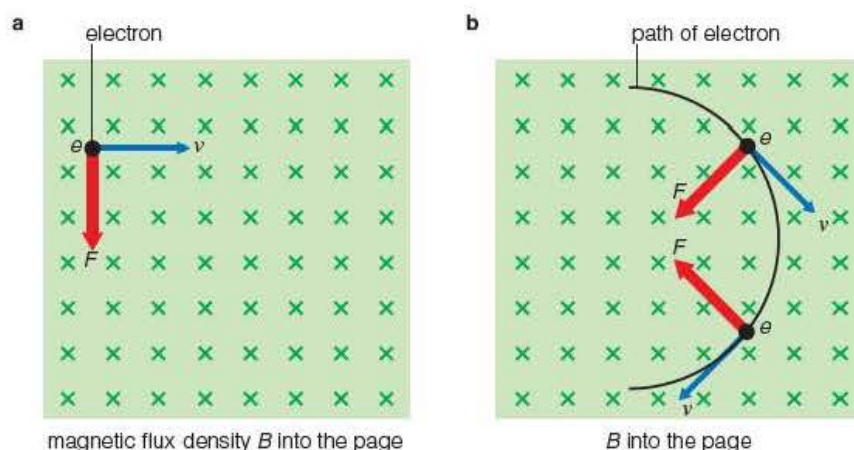 a
electron
e
v
F
magnetic flux density B into the page
b
path of electron
e
F
v
F
e
v
B into the page